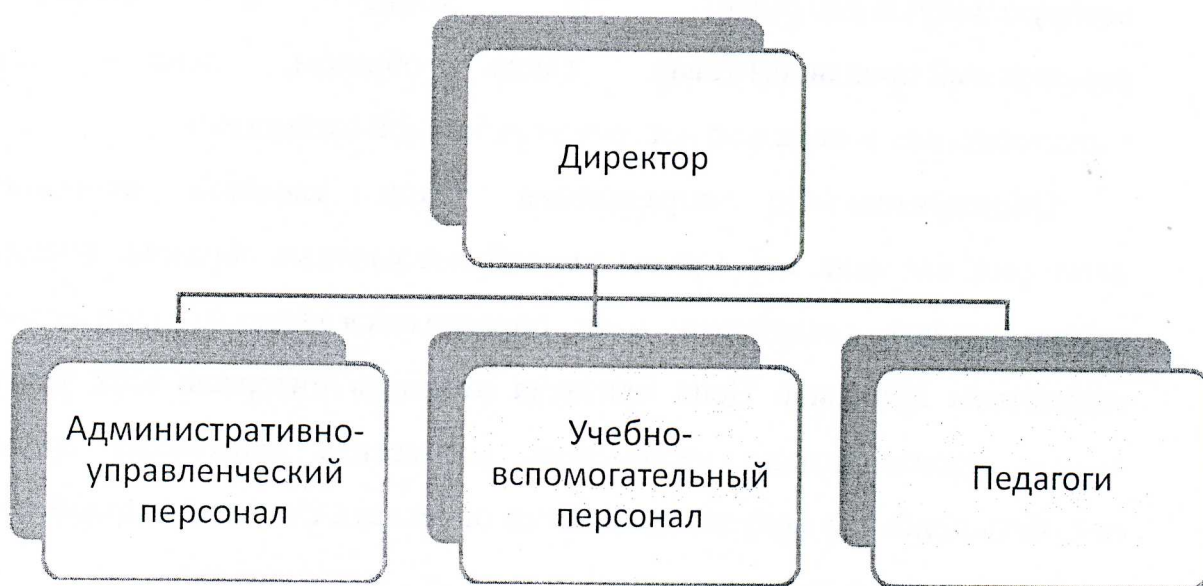 Директор
Административно-
управленческий
персонал
Учебно-
вспомогательный
персонал
Педагоги